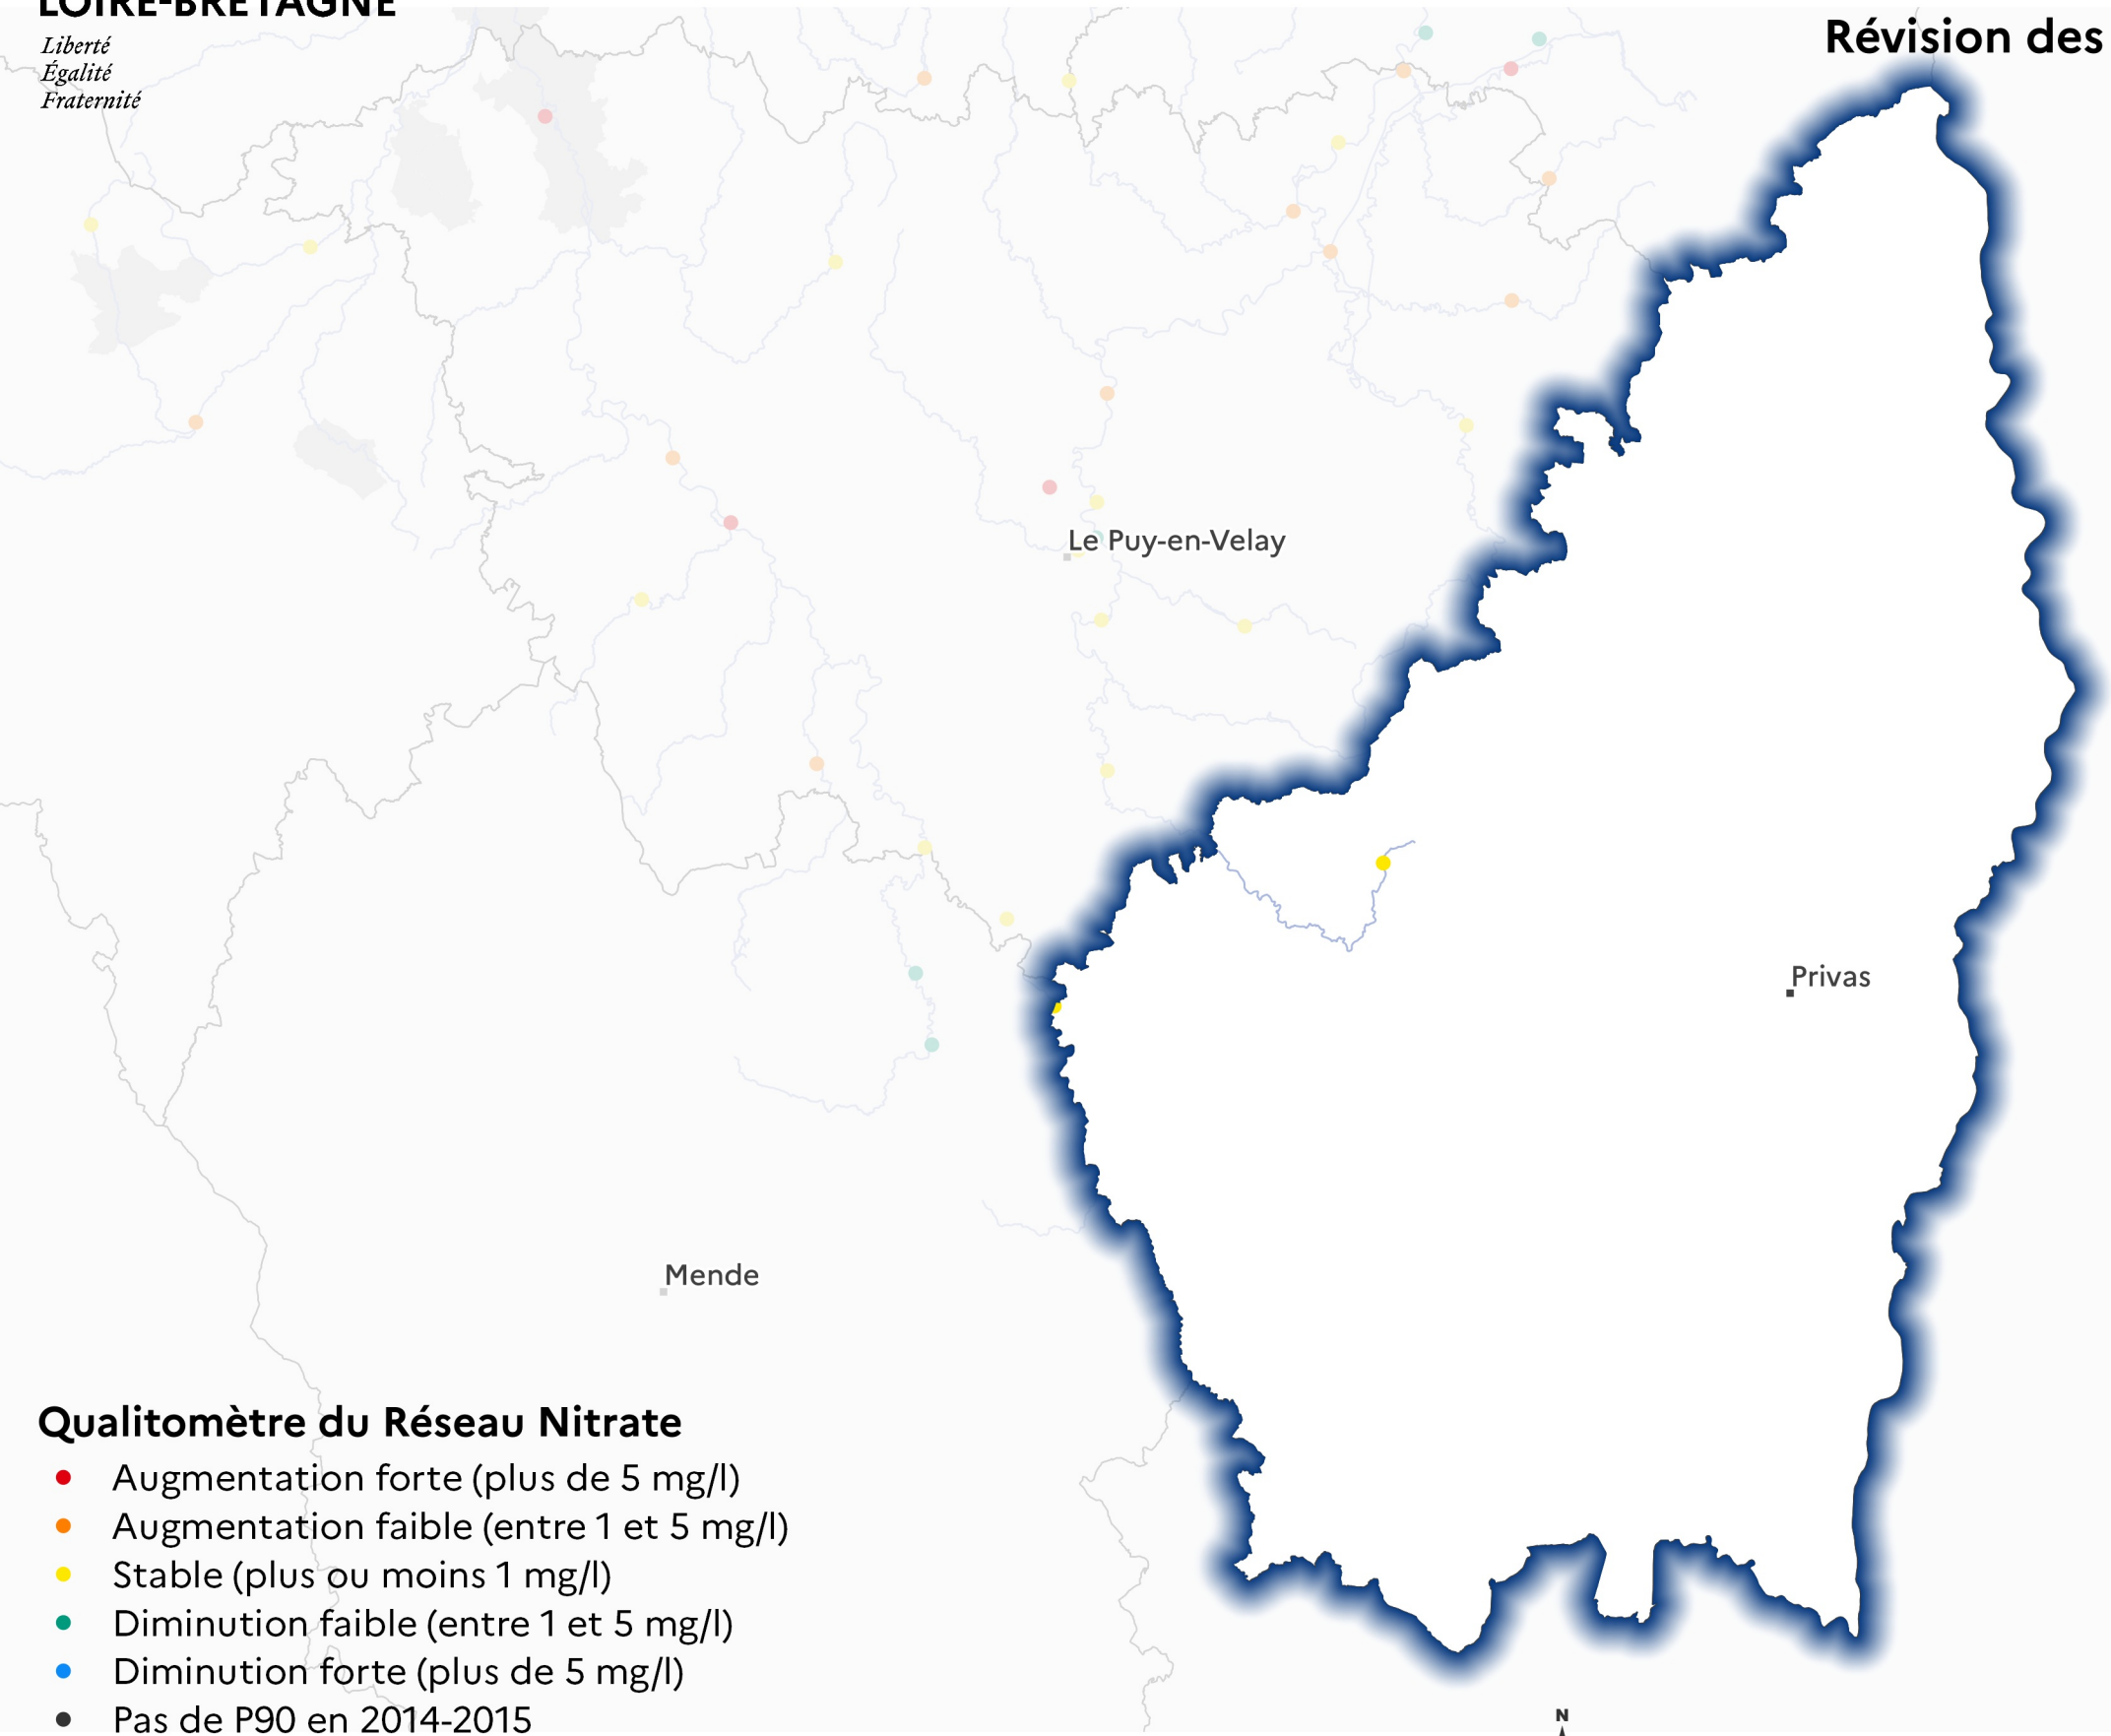 LOIRE-BRETAGNE
Liberté
Égalité
Fraternité
Révision des
Le Puy-en-Velay
Privas
Mende
Qualitomètre du Réseau Nitrate
Augmentation forte (plus de 5 mg/l)
Augmentation faible (entre 1 et 5 mg/l)
Stable (plus ou moins 1 mg/l)
Diminution faible (entre 1 et 5 mg/l)
Diminution forte (plus de 5 mg/l)
Pas de P90 en 2014-2015
N